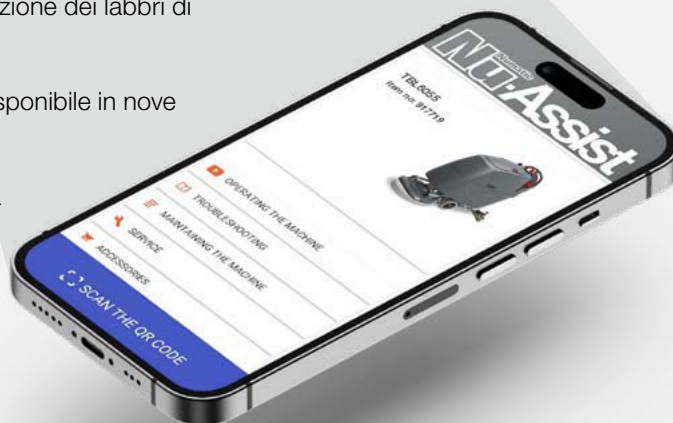 zione dei labbri di
sponibile in nove
Numatic
Nu-Assist
TBL6055
Item no: 917719
OPERATING THE MACHINE
TROUBLESHOOTING
MAINTAINING THE MACHINE
SERVICE
ACCESSORIES
SCAN THE QR CODE